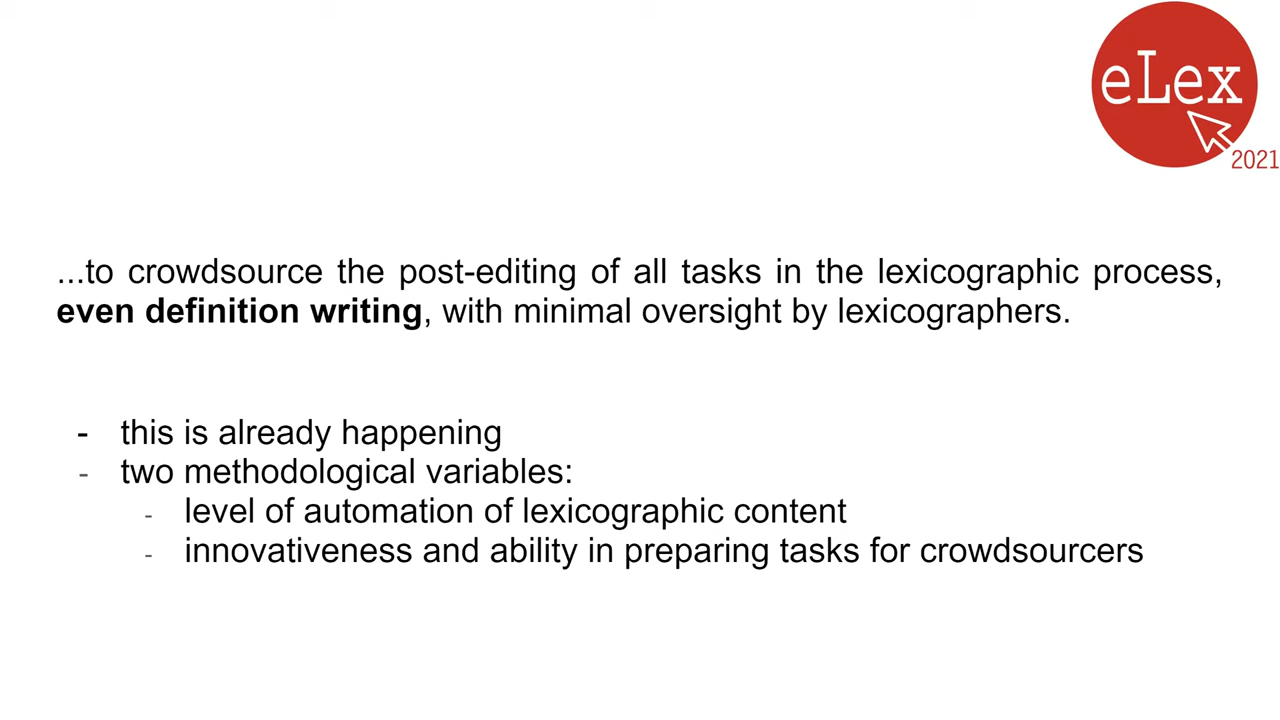 eLex
2021
...to crowdsource the post-editing of all tasks in the lexicographic process,
even definition writing, with minimal oversight by lexicographers.
- this is already happening
- two methodological variables:
- level of automation of lexicographic content
- innovativeness and ability in preparing tasks for crowdsourcers